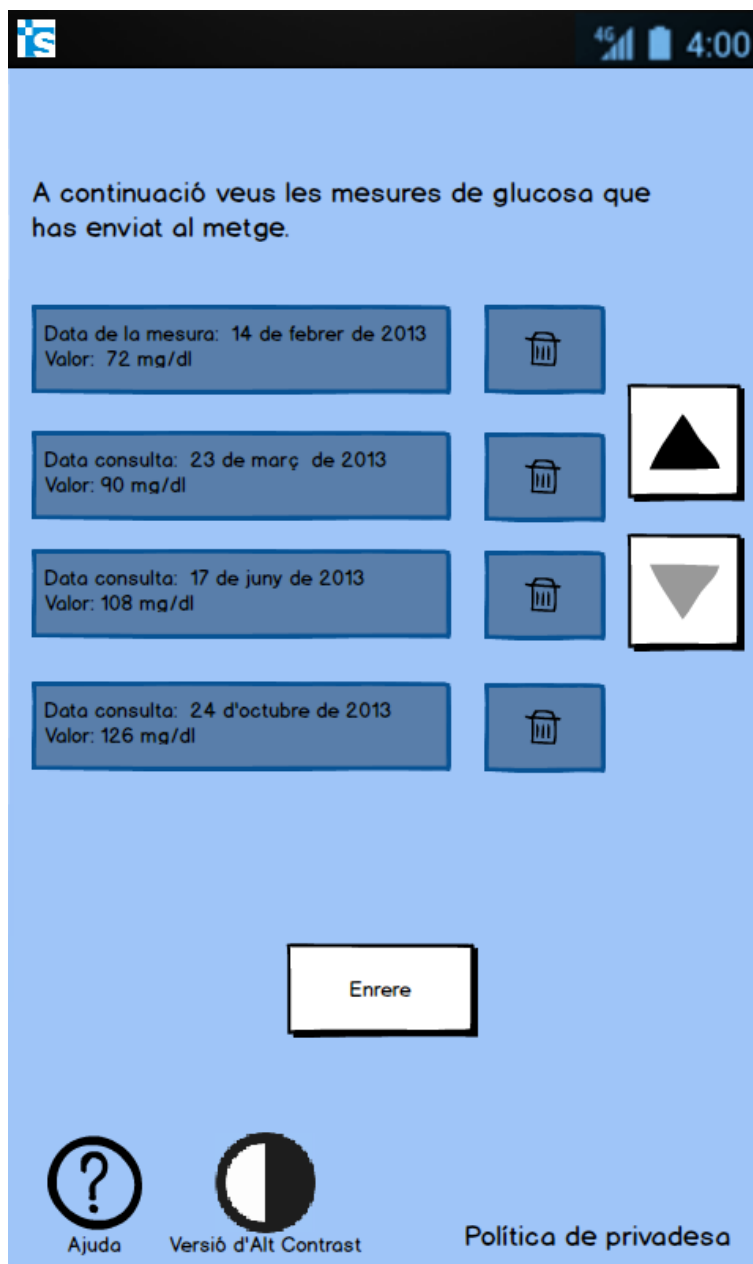 iS
4G 4:00
A continuació veus les mesures de glucosa que
has enviat al metge.
Data de la mesura: 14 de febrer de 2013
Valor: 72 mg/dl
Data consulta: 23 de març de 2013
Valor: 90 mg/dl
Data consulta: 17 de juny de 2013
Valor: 108 mg/dl
Data consulta: 24 d'octubre de 2013
Valor: 126 mg/dl
Enrere
?
Ajuda
Versió d'Alt Contrast
Política de privadesa